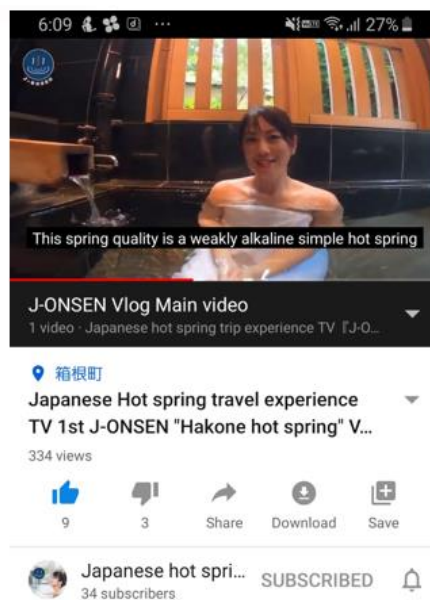 6:09
27%
J-ONSEN
This spring quality is a weakly alkaline simple hot spring
J-ONSEN Vlog Main video
1 video · Japanese hot spring trip experience TV『J-O...
箱根町
Japanese Hot spring travel experience
TV 1st J-ONSEN "Hakone hot spring" V...
334 views
9
3
Share
Download
Save
Japanese hot spri...
SUBSCRIBED
34 subscribers